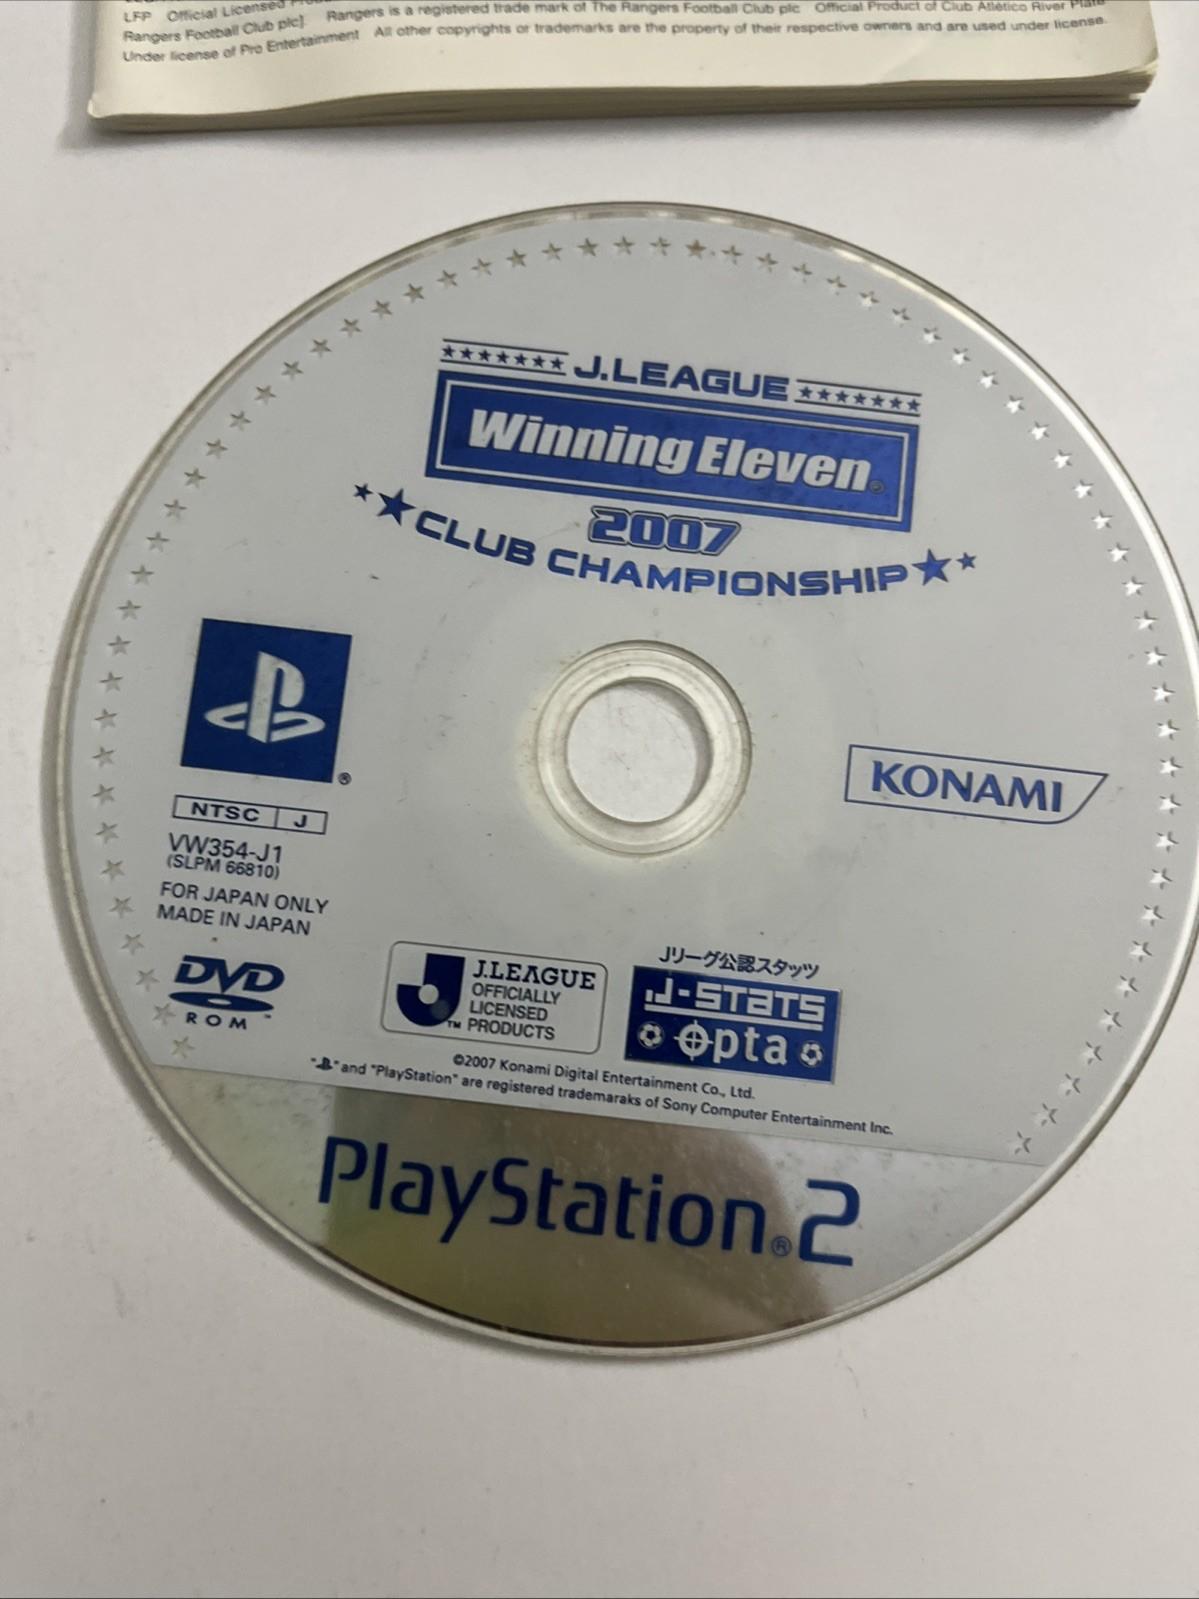 LFP Official Licensed
Rangers Football Club plc]. Rangers is a registered trade mark of The Rangers Football Club plc Official Product of Club Atlético River Plate
Under license of Pro Entertainment All other copyrights or trademarks are the property of their respective owners and are used under license.
J.LEAGUE
Winning Eleven®
2007
CLUB CHAMPIONSHIP
®
KONAMI
NTSC J
VW354-J1
(SLPM 66810)
FOR JAPAN ONLY
MADE IN JAPAN
DVD
ROM ™
J.LEAGUE
OFFICIALLY
LICENSED
™ PRODUCTS
Jリーグ公認スタッツ
J-STATS
Opta
©2007 Konami Digital Entertainment Co., Ltd.
" " and "PlayStation" are registered trademaraks of Sony Computer Entertainment Inc.
PlayStation®2